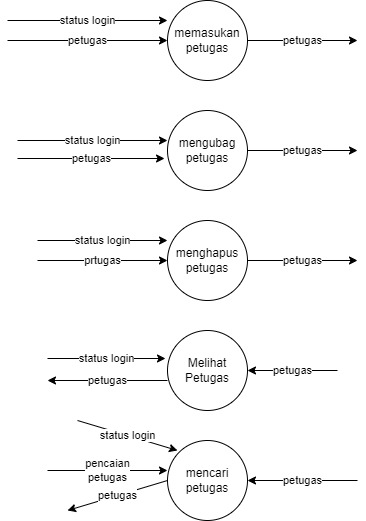 status login
petugas
memasukan
petugas
petugas
status login
petugas
mengubag
petugas
petugas
status login
prtugas
menghapus
petugas
petugas
status login
petugas
Melihat
Petugas
petugas
status login
pencaian
petugas
petugas
mencari
petugas
petugas